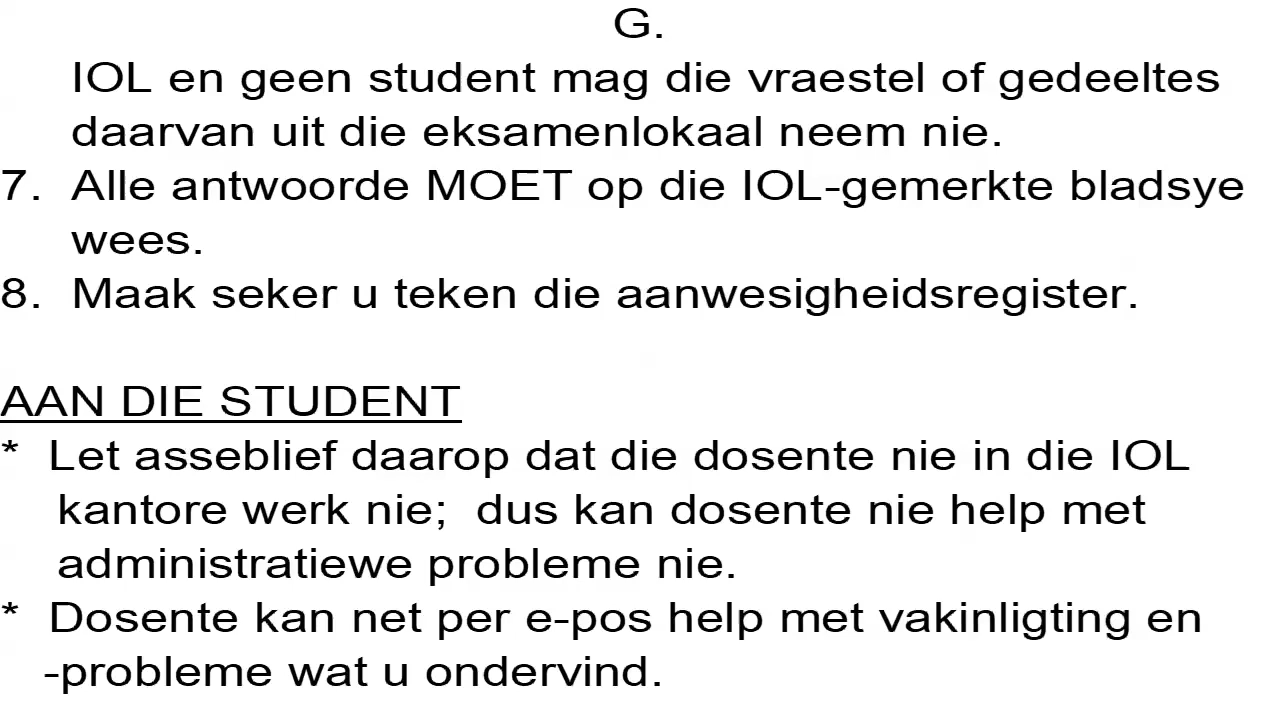 G.
IOL en geen student mag die vraestel of gedeeltes
daarvan uit die eksamenlokaal neem nie.
7. Alle antwoorde MOET op die IOL-gemerkte bladsye
wees.
8. Maak seker u teken die aanwesigheidsregister.
AAN DIE STUDENT
* Let asseblief daarop dat die dosente nie in die IOL
kantore werk nie; dus kan dosente nie help met
administratiewe probleme nie.
* Dosente kan net per e-pos help met vakinligting en
-probleme wat u ondervind.